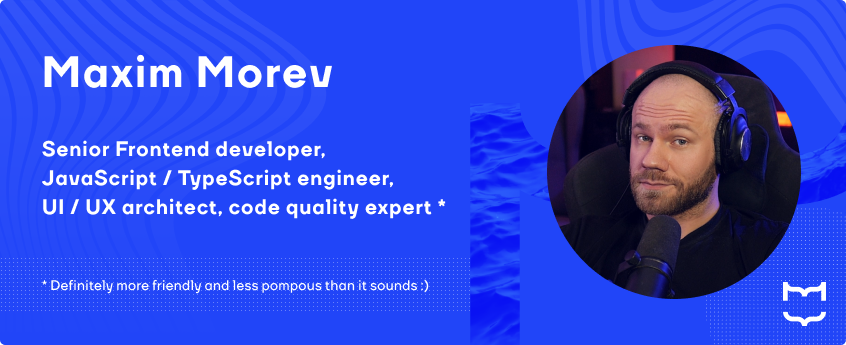 Maxim Morev
Senior Frontend developer,
JavaScript / TypeScript engineer,
UI / UX architect, code quality expert *
* Definitely more friendly and less pompous than it sounds :)